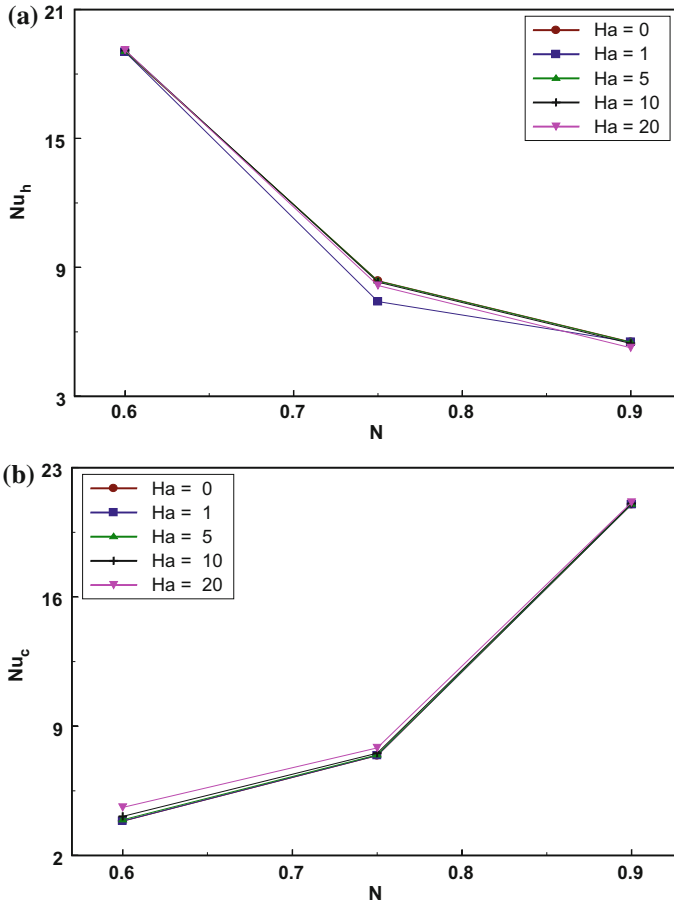 (a)
21
15
9
3
Nu_h
Ha = 0
Ha = 1
Ha = 5
Ha = 10
Ha = 20
0.6
0.7
0.8
0.9
N
(b)
23
16
9
2
Nu_c
Ha = 0
Ha = 1
Ha = 5
Ha = 10
Ha = 20
0.6
0.7
0.8
0.9
N